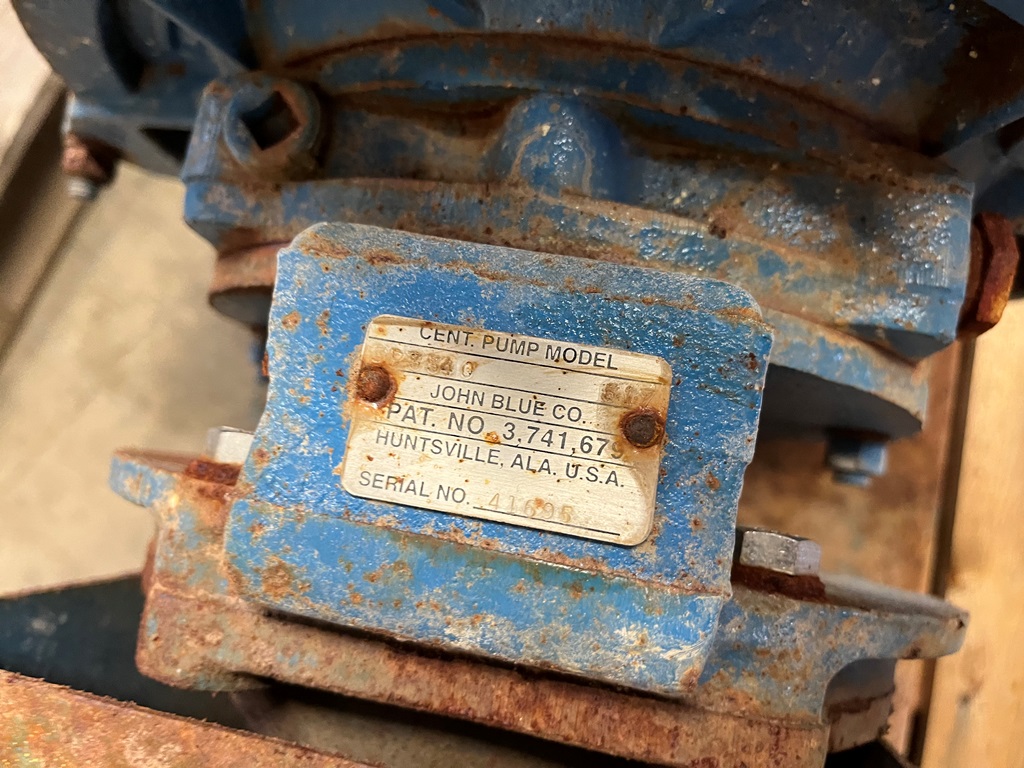 CENT. PUMP MODEL
JOHN BLUE CO.
PAT. NO. 3,741,679
HUNTSVILLE, ALA. U.S.A.
SERIAL NO. 41695